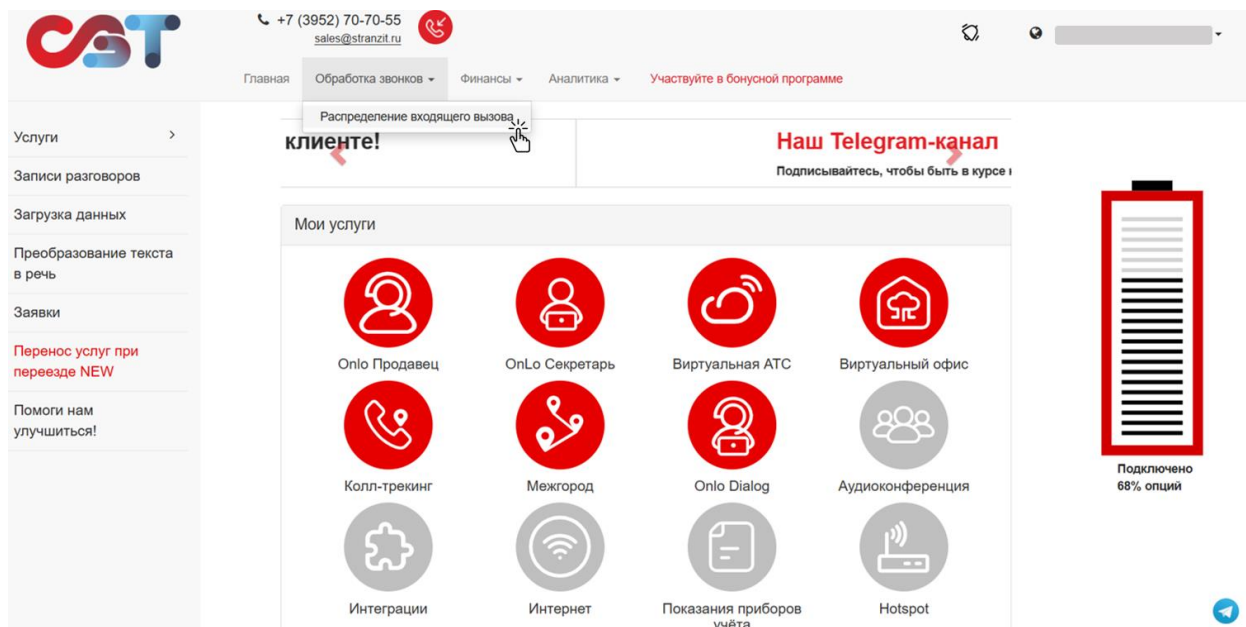 CST
+7 (3952) 70-70-55
sales@stranzit.ru
Главная Обработка звонков Финансы Аналитика Участвуйте в бонусной программе
Распределение входящего вызова
Услуги
Записи разговоров
Загрузка данных
Преобразование текста
в речь
Заявки
Перенос услуг при
переезде NEW
Помоги нам
улучшиться!
клиенте!
Наш Telegram-канал
Подписывайтесь, чтобы быть в курсе
Мои услуги
Onlo Продавец OnLo Секретарь Виртуальная АТС Виртуальный офис
Колл-трекинг Межгород Onlo Dialog Аудиоконференция
Интеграции Интернет Показания приборов Hotspot
учёта
Подключено
68% опций